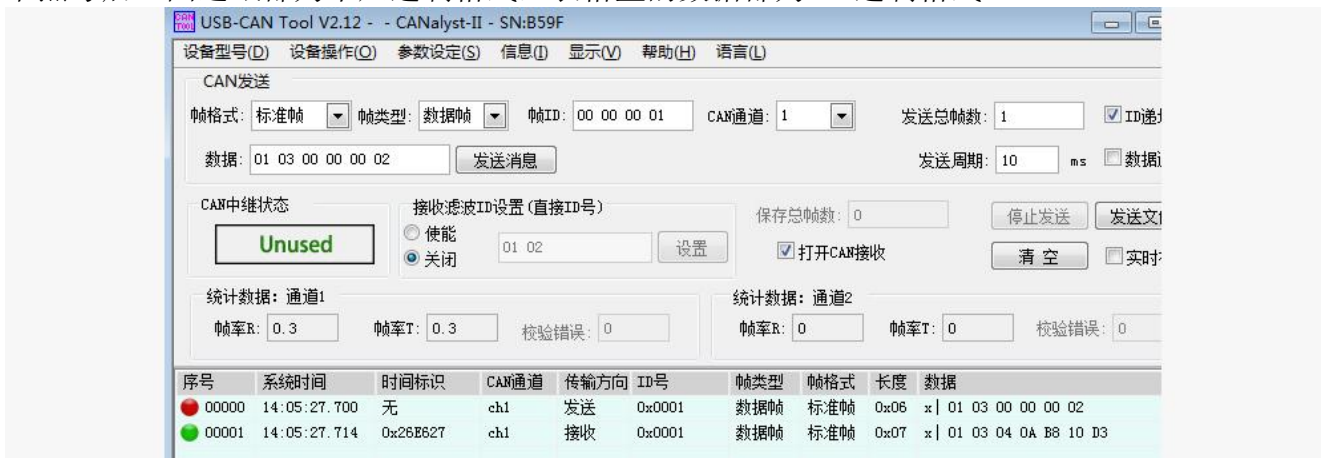 USB-CAN Tool V2.12 - - CANalyst-II - SN:B59F
设备型号(D) 设备操作(O) 参数设定(S) 信息(I) 显示(V) 帮助(H) 语言(L)
CAN发送
帧格式: 标准帧 帧类型: 数据帧 帧ID: 00 00 00 01 CAN通道: 1 发送总帧数: 1 ID递
数据: 01 03 00 00 00 02 发送消息 发送周期: 10 ms 数据
CAN中继状态 接收滤波ID设置(直接ID号)
Unused 使能 关闭 01 02 设置 保存总帧数: 0 打开CAN接收 停止发送 发送文 清空 实时
统计数据: 通道1 统计数据: 通道2
帧率R: 0.3 帧率T: 0.3 校验错误: 0 帧率R: 0 帧率T: 0 校验错误: 0
序号 系统时间 时间标识 CAN通道 传输方向 ID号 帧类型 帧格式 长度 数据
00000 14:05:27.700 无 ch1 发送 0x0001 数据帧 标准帧 0x06 x| 01 03 00 00 00 02
00001 14:05:27.714 0x26E627 ch1 接收 0x0001 数据帧 标准帧 0x07 x| 01 03 04 0A B8 10 D3